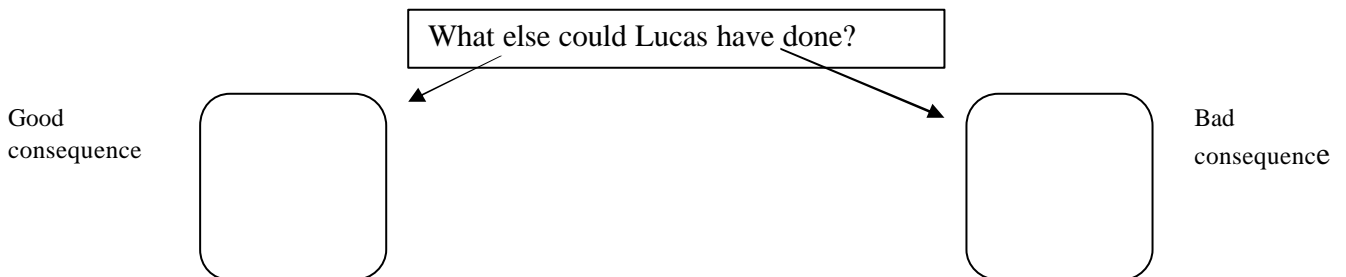 What else could Lucas have done?
Good
consequence
Bad
consequence